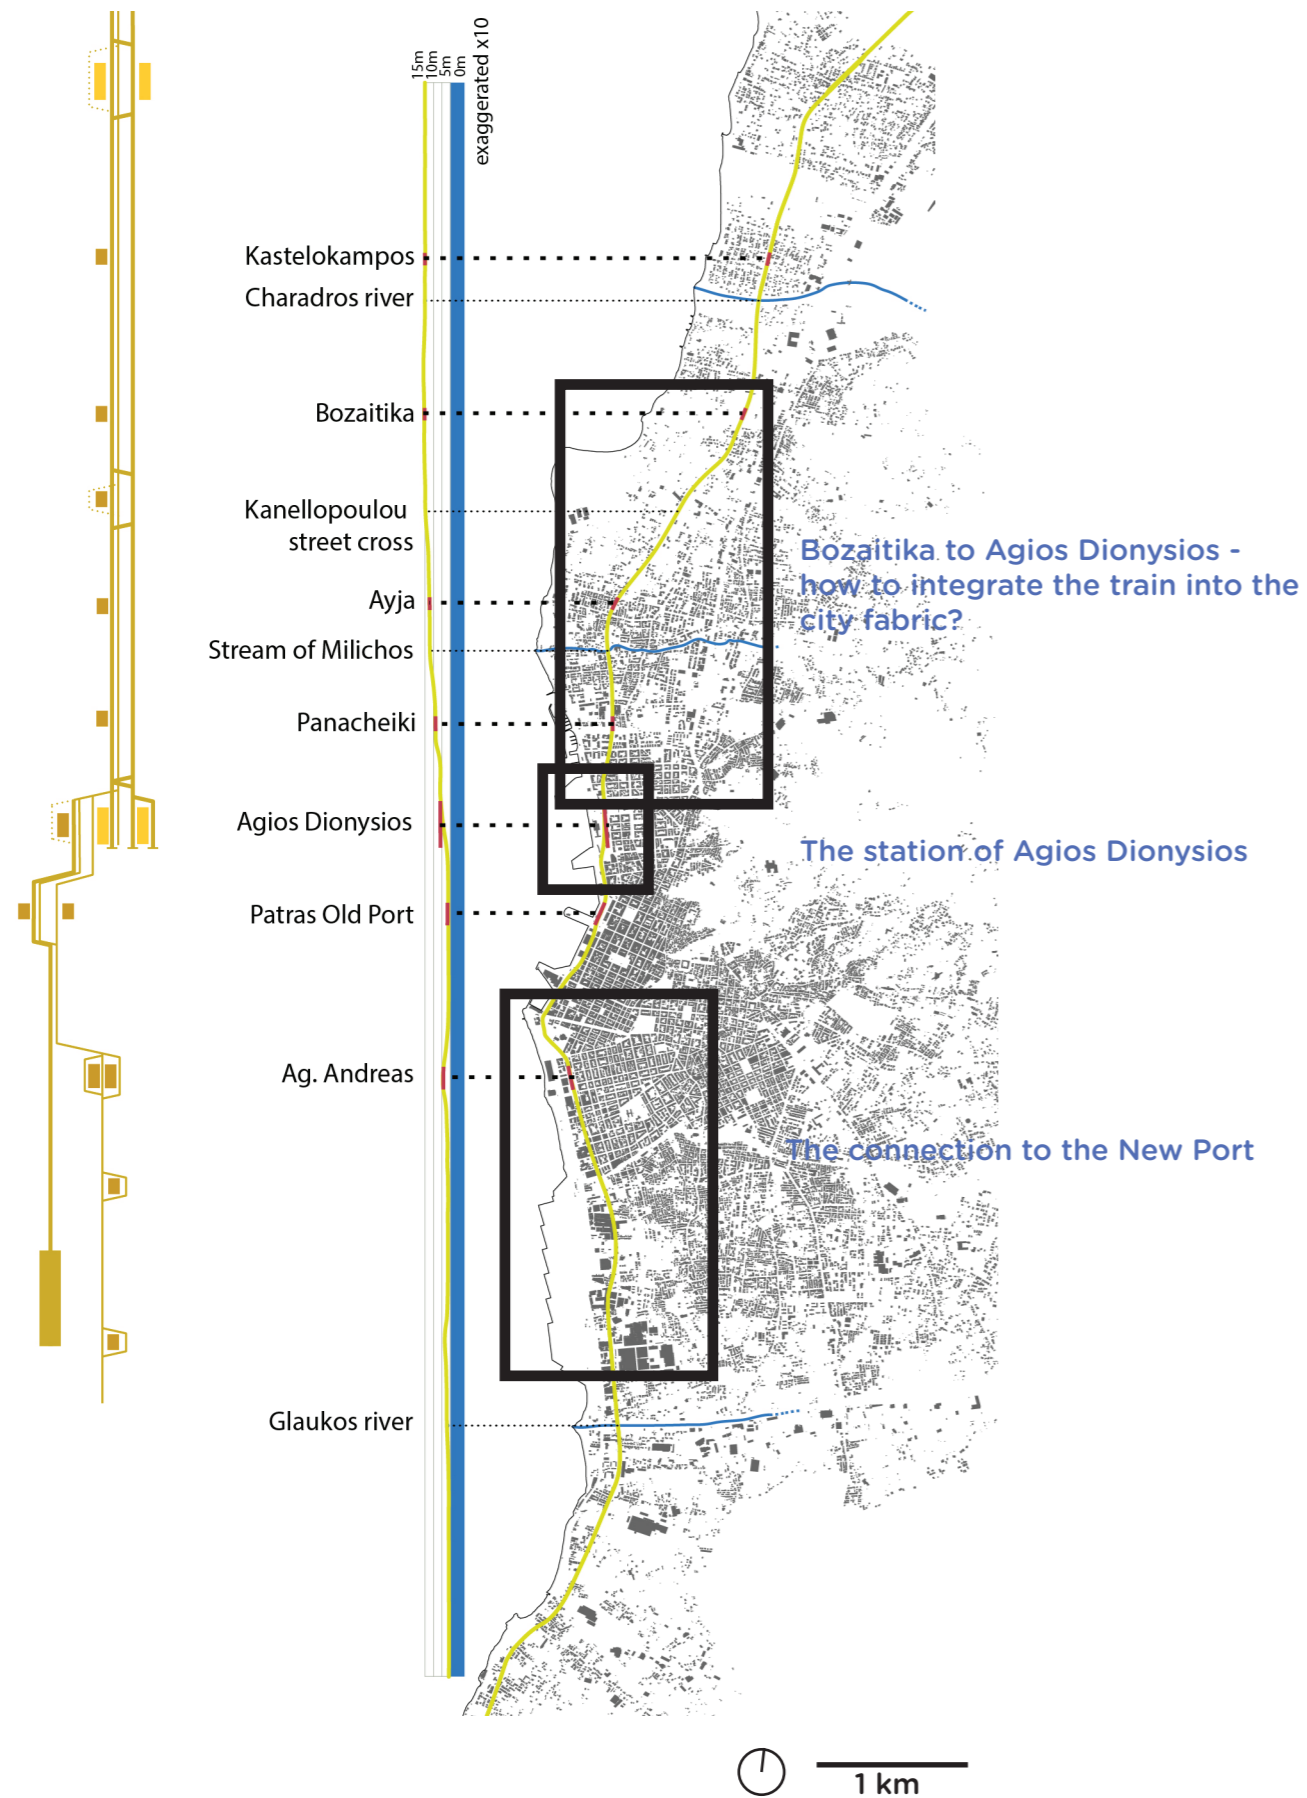 15m
10m
5m
0m
exaggerated x10
Kastelokampos
Charadros river
Bozaitika
Kanellopoulou
street cross
Ayja
Stream of Milichos
Panacheiki
Agios Dionysios
Patras Old Port
Ag. Andreas
Glaukos river
Bozaitika to Agios Dionysios -
how to integrate the train into the
city fabric?
The station of Agios Dionysios
The connection to the New Port
1 km